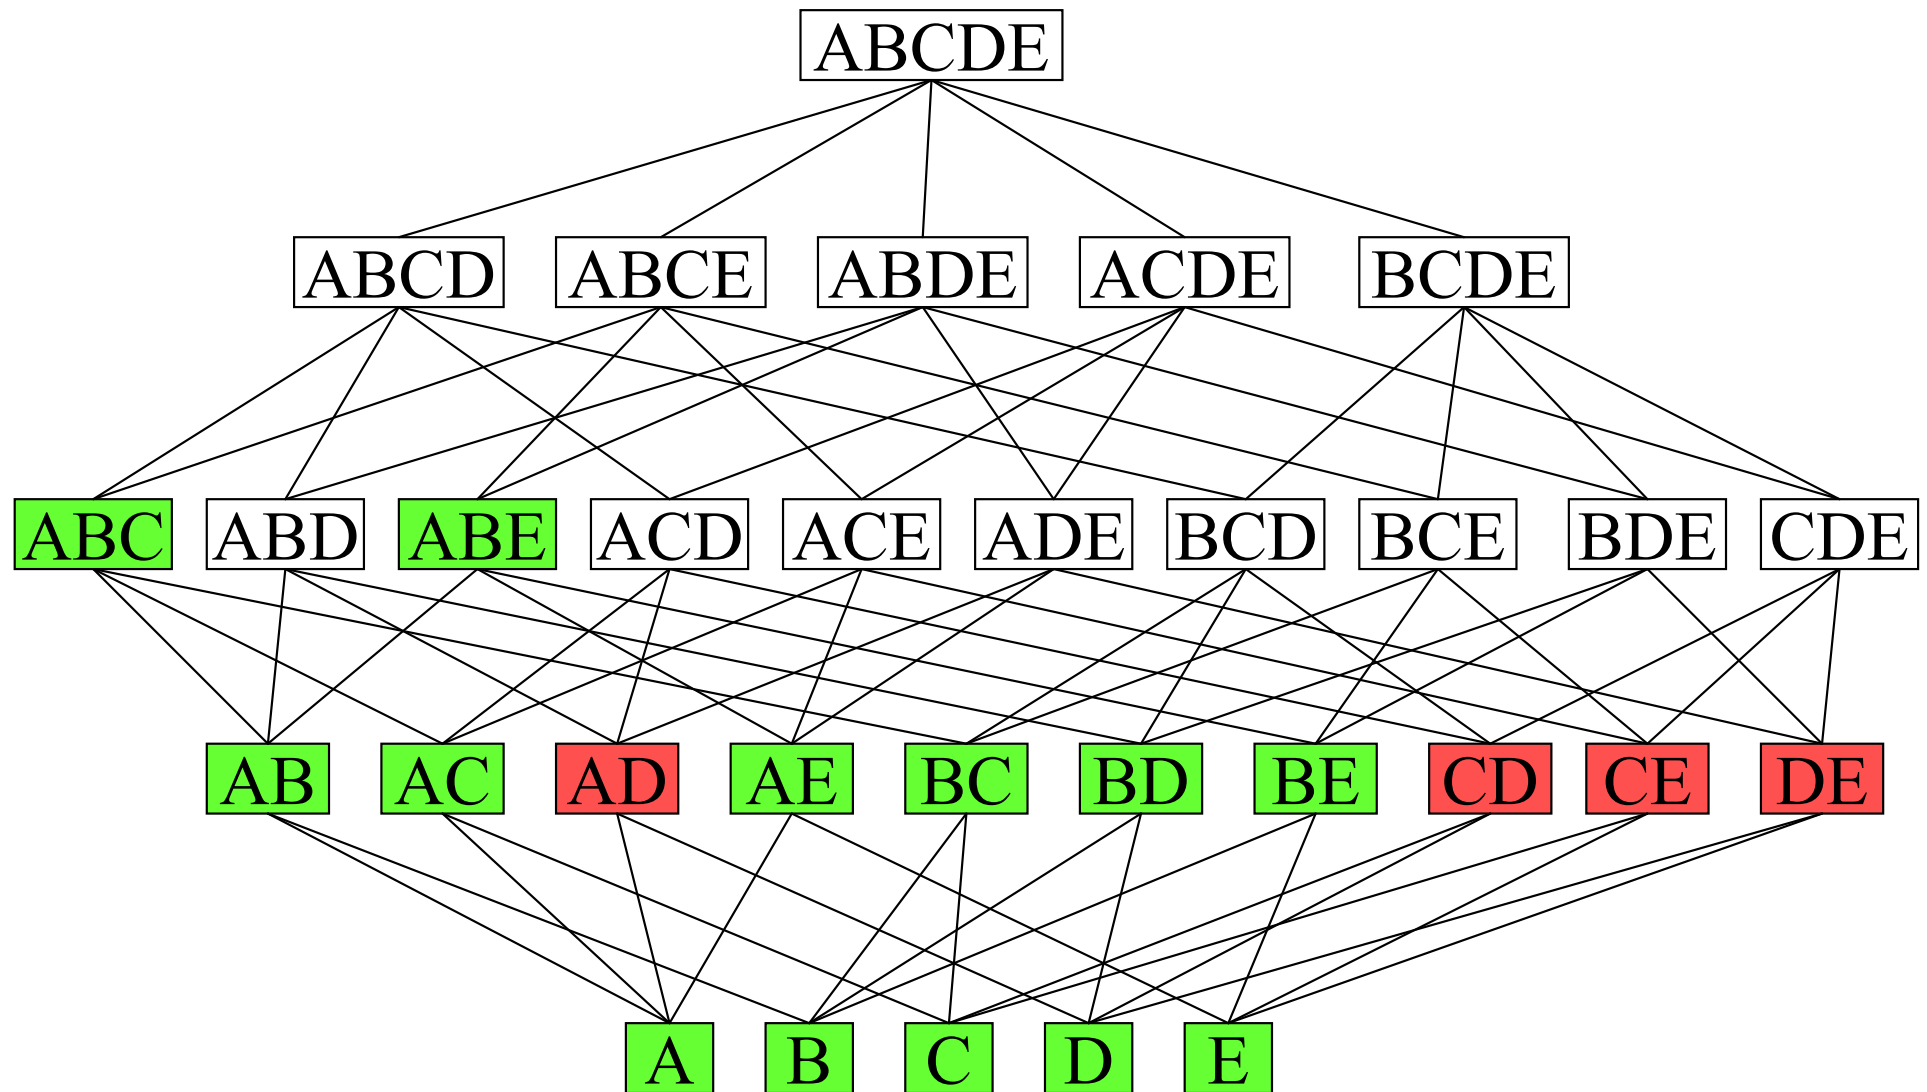 ABCDE
ABCD ABCE ABDE ACDE BCDE
ABC ABD ABE ACD ACE ADE BCD BCE BDE CDE
AB AC AD AE BC BD BE CD CE DE
A B C D E